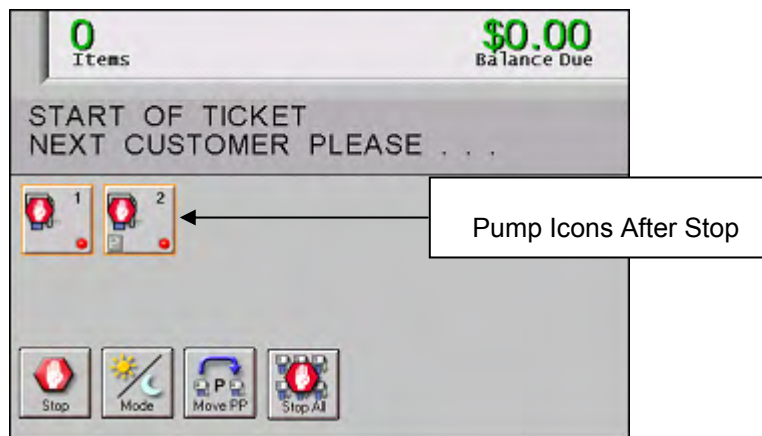 0 $0.00
Items Balance Due
START OF TICKET
NEXT CUSTOMER PLEASE . . .
1 2
Pump Icons After Stop
Stop Mode P Move PP Stop All